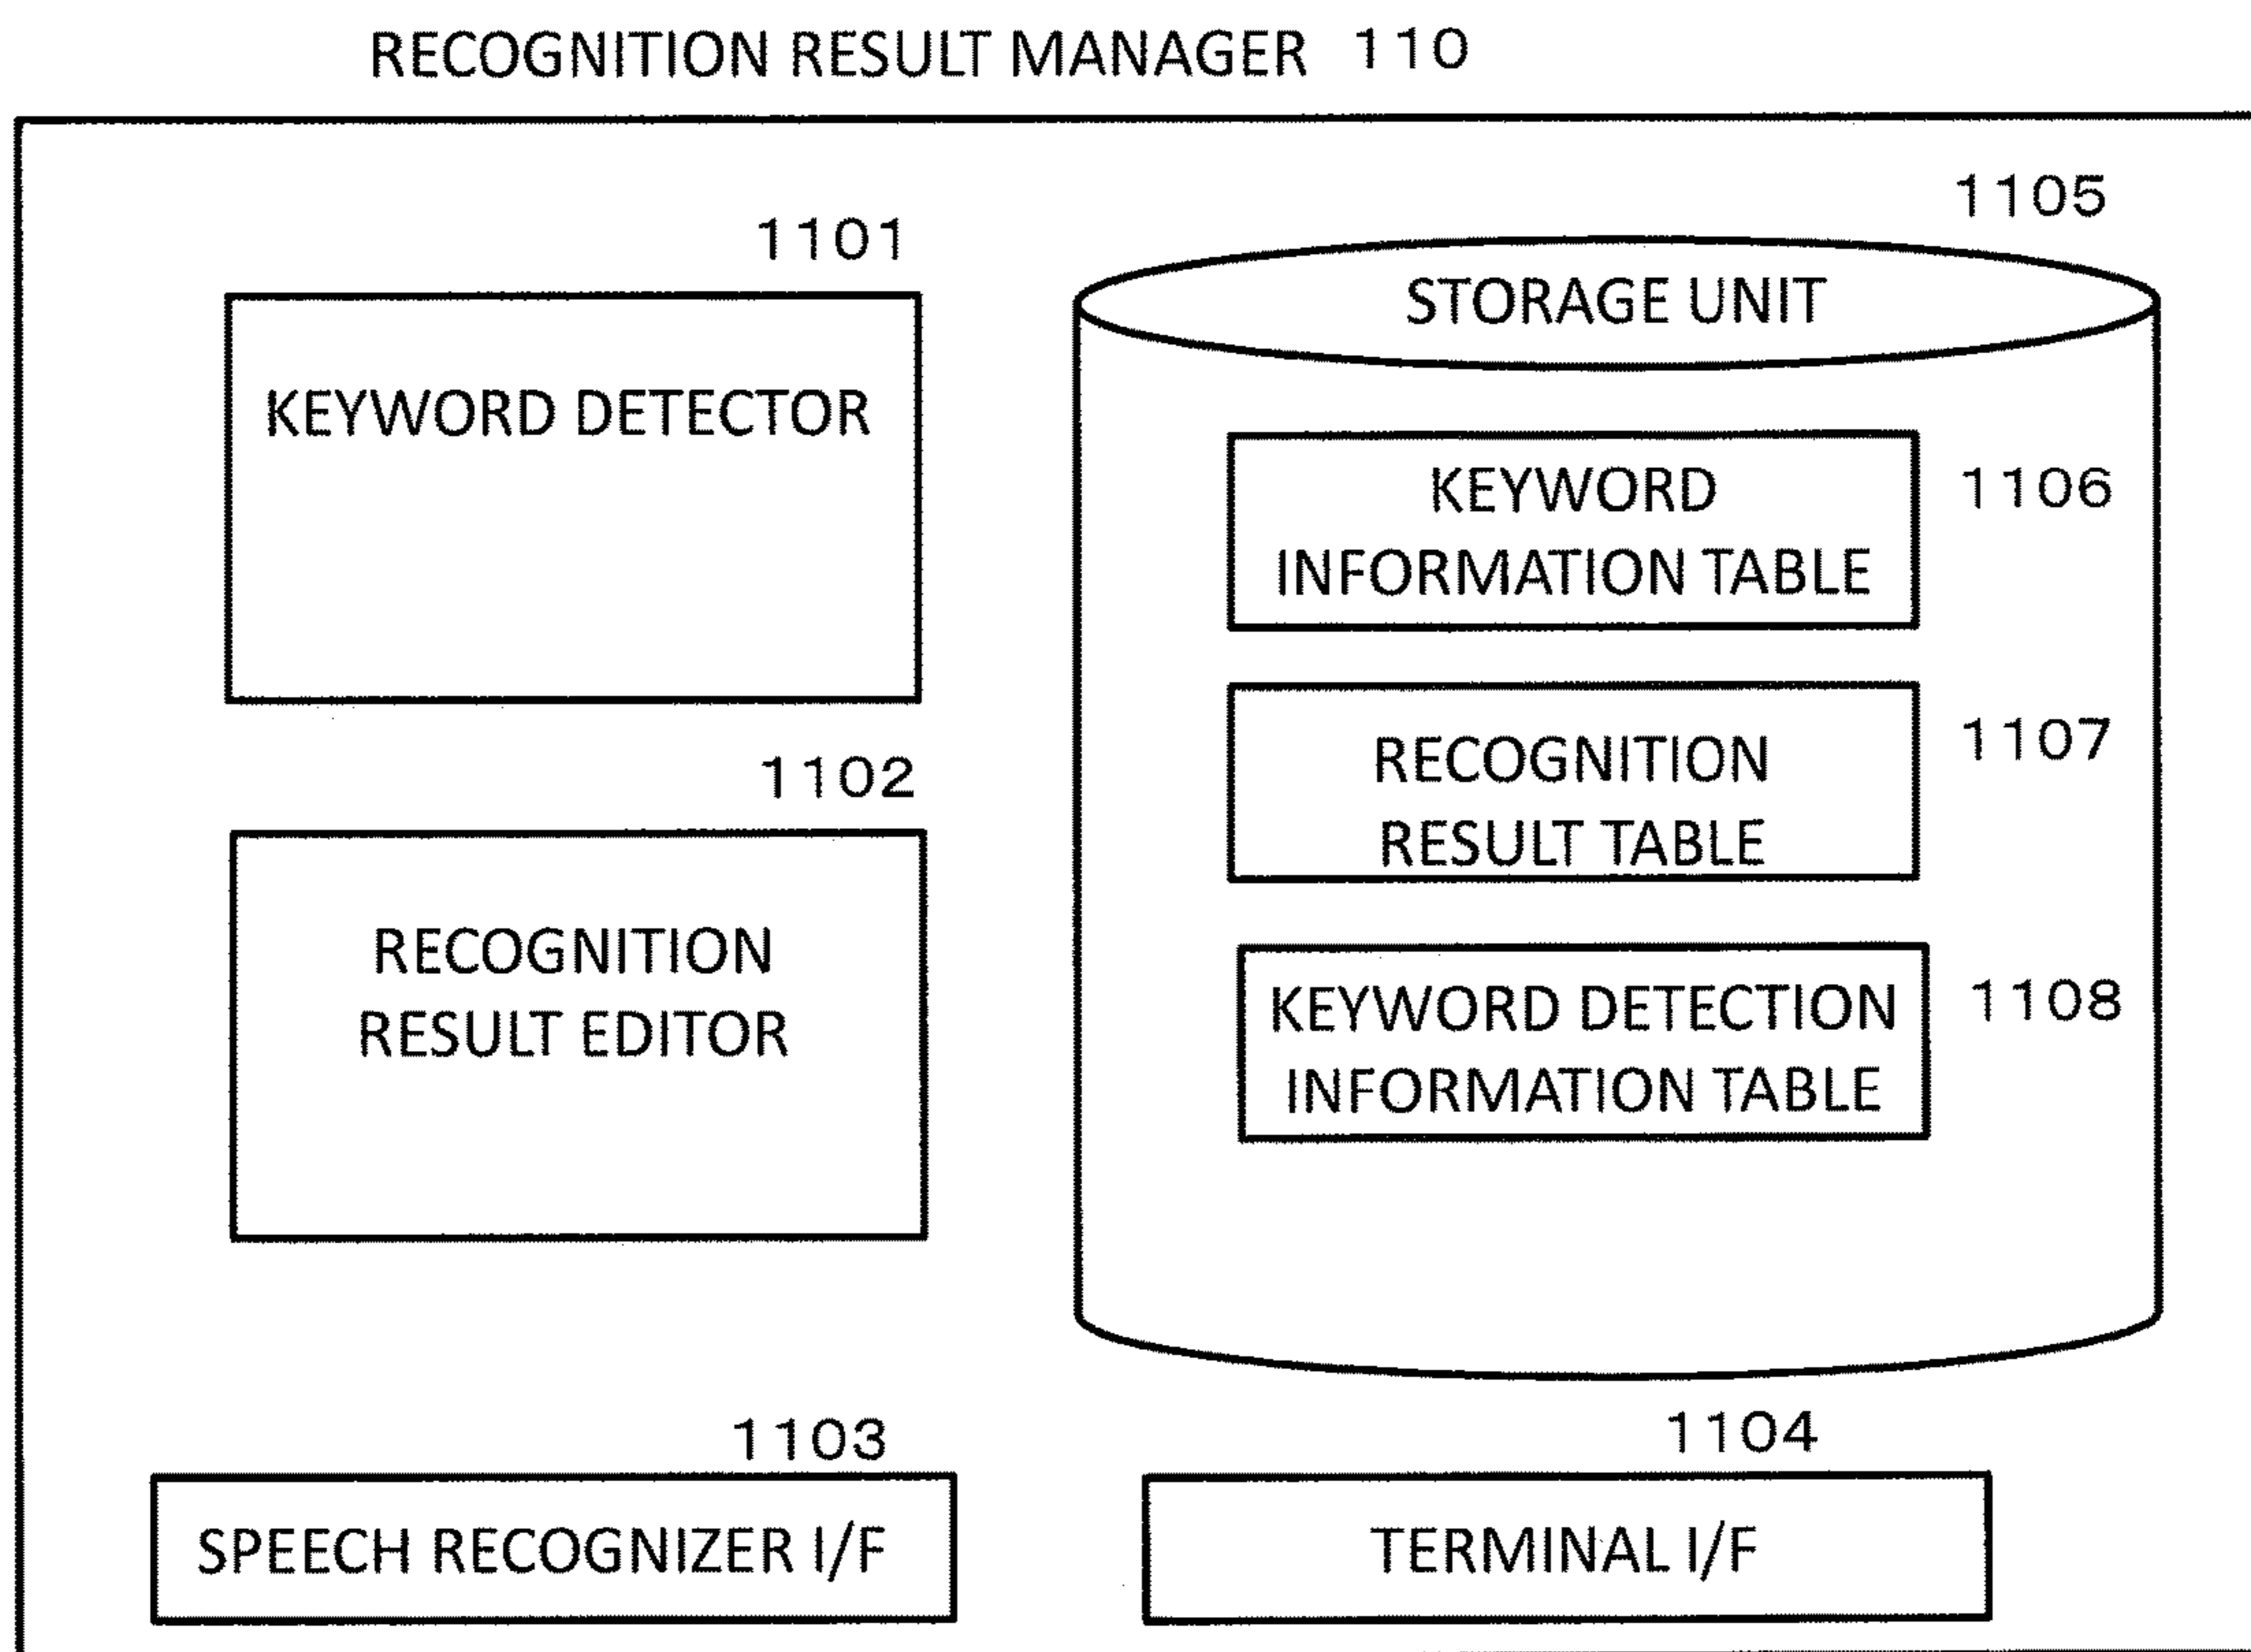 RECOGNITION RESULT MANAGER 110
1101
KEYWORD DETECTOR
1102
RECOGNITION
RESULT EDITOR
1105
STORAGE UNIT
KEYWORD
INFORMATION TABLE
1106
RECOGNITION
RESULT TABLE
1107
KEYWORD DETECTION
INFORMATION TABLE
1108
1103
SPEECH RECOGNIZER I/F
1104
TERMINAL I/F